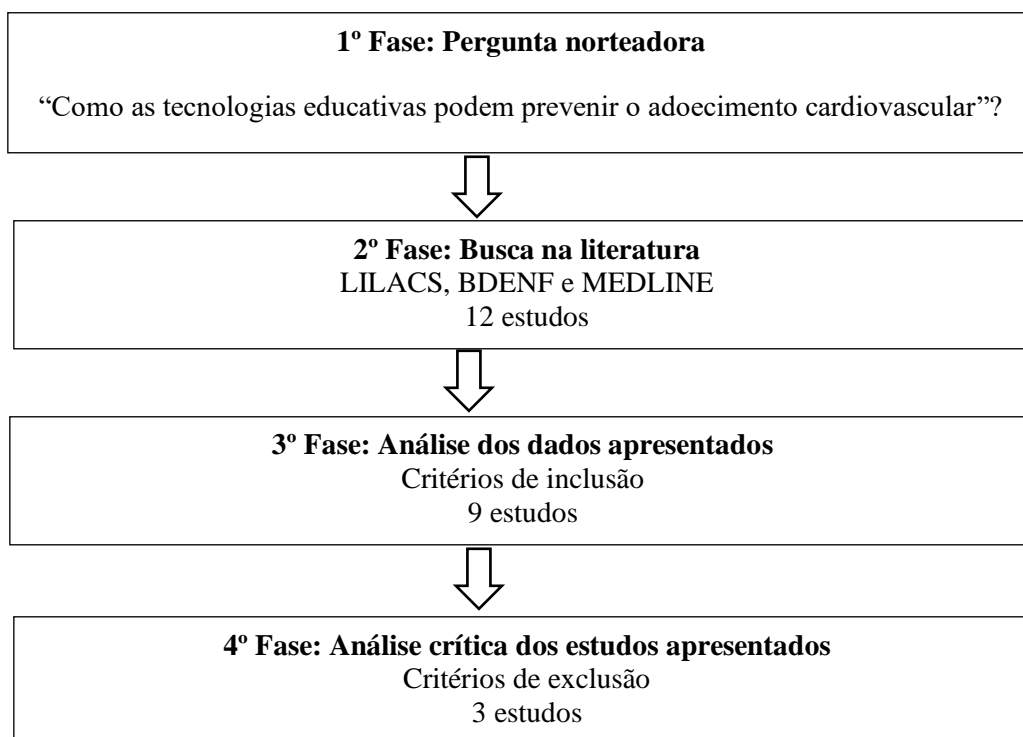 1º Fase: Pergunta norteadora
“Como as tecnologias educativas podem prevenir o adoecimento cardiovascular”?
2º Fase: Busca na literatura
LILACS, BDENF e MEDLINE
12 estudos
3º Fase: Análise dos dados apresentados
Critérios de inclusão
9 estudos
4º Fase: Análise crítica dos estudos apresentados
Critérios de exclusão
3 estudos